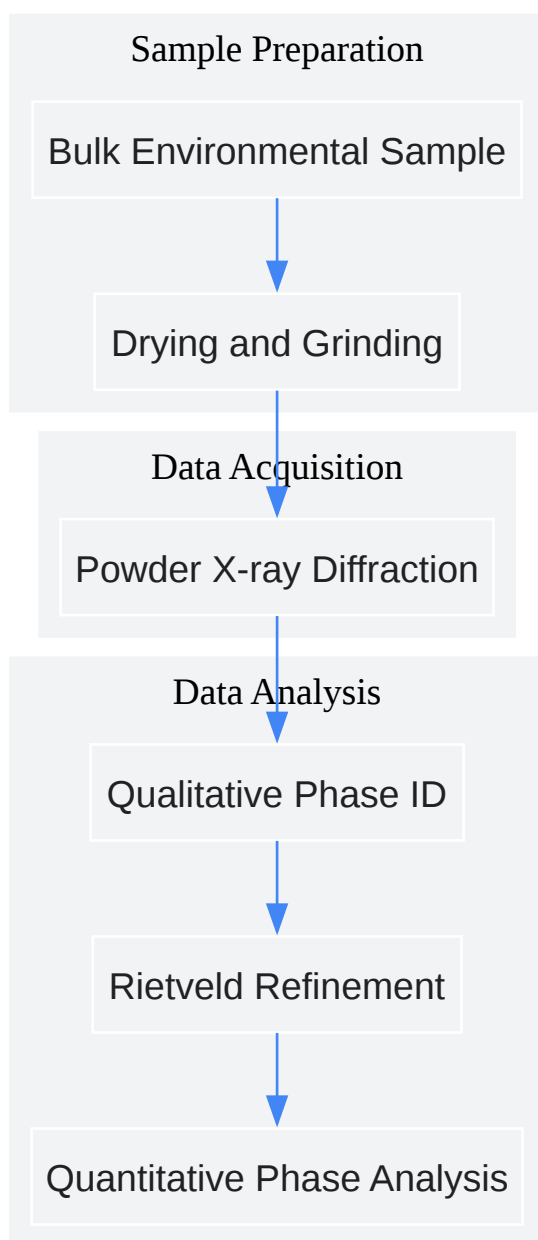 Sample Preparation
Bulk Environmental Sample
Drying and Grinding
Data Acquisition
Powder X-ray Diffraction
Data Analysis
Qualitative Phase ID
Rietveld Refinement
Quantitative Phase Analysis